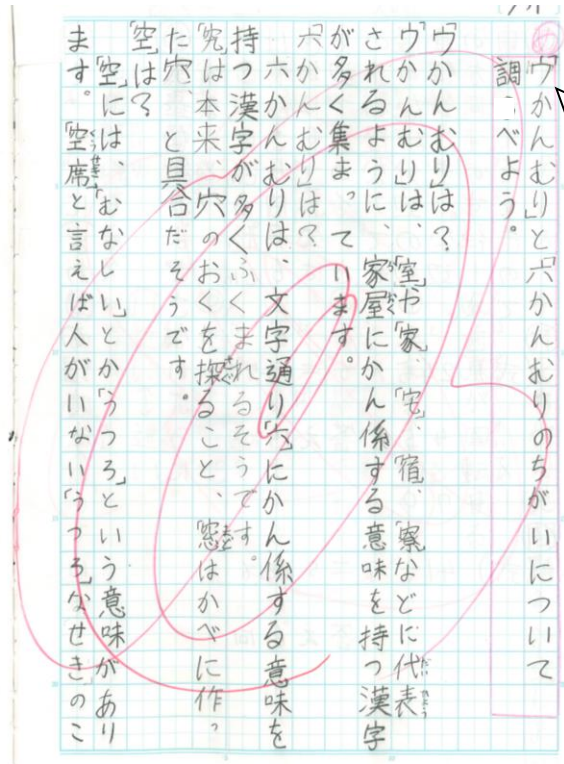 め
「ウかんむり」と「穴かんむりのちがいについて
調べよう。
「ウかんむり」は?
「ウかんむり」は、「室」や「家」、「宅」、「宿」、「寮」などに代表
されるように、家屋にかん係する意味を持つ漢字
が多く集まっています。
「穴かんむり」は?
穴かんむりは、文字通り「穴」にかん係する意味を
持つ漢字が多くふくまれるそうです。
「究」は本来、穴のおくを探ること、「窓」はかべに作っ
た穴、と具合だそうです。
「空」は?
「空」には、「むなしい」とか「うつろ」という意味があり
ます。「空席」と言えば人がいない「うつろ」なせき」のこ